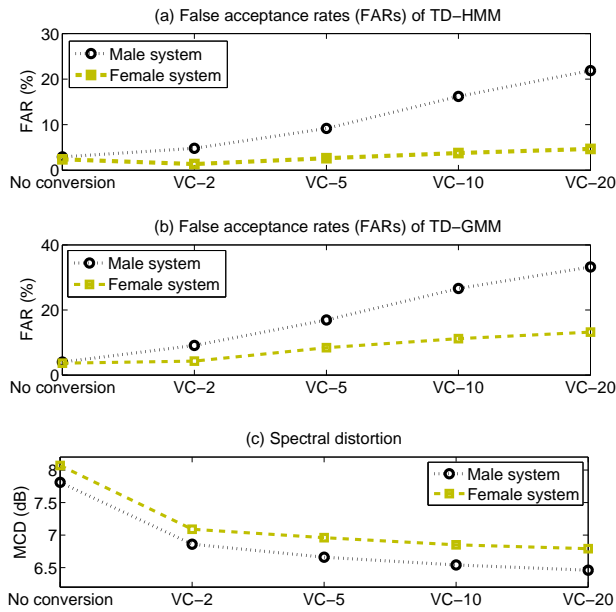 (a) False acceptance rates (FARs) of TD−HMM
30
20
10
0
FAR (%)
Male system
Female system
No conversion VC−2 VC−5 VC−10 VC−20
(b) False acceptance rates (FARs) of TD−GMM
40
20
0
FAR (%)
Male system
Female system
No conversion VC−2 VC−5 VC−10 VC−20
(c) Spectral distortion
8
7.5
7
6.5
MCD (dB)
Male system
Female system
No conversion VC−2 VC−5 VC−10 VC−20